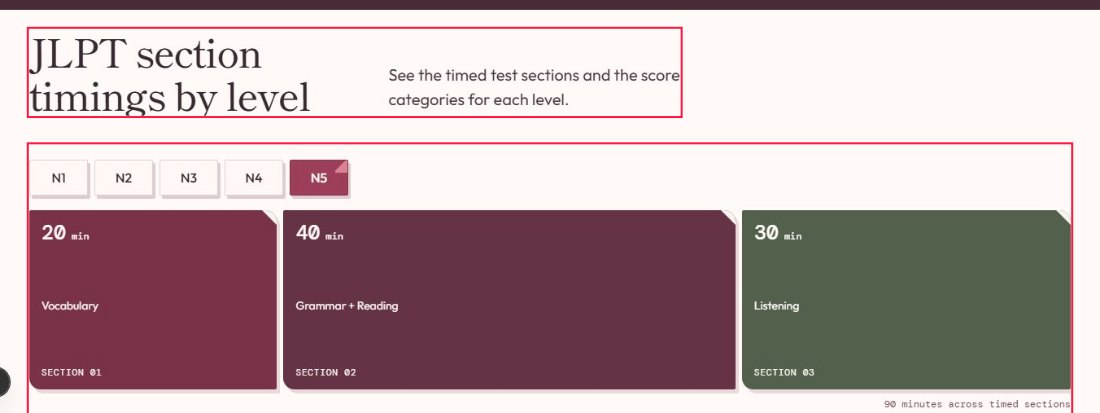 JLPT section
timings by level
See the timed test sections and the score
categories for each level.
N1
N2
N3
N4
N5
20 min
Vocabulary
SECTION 01
40 min
Grammar + Reading
SECTION 02
30 min
Listening
SECTION 03
90 minutes across timed sections